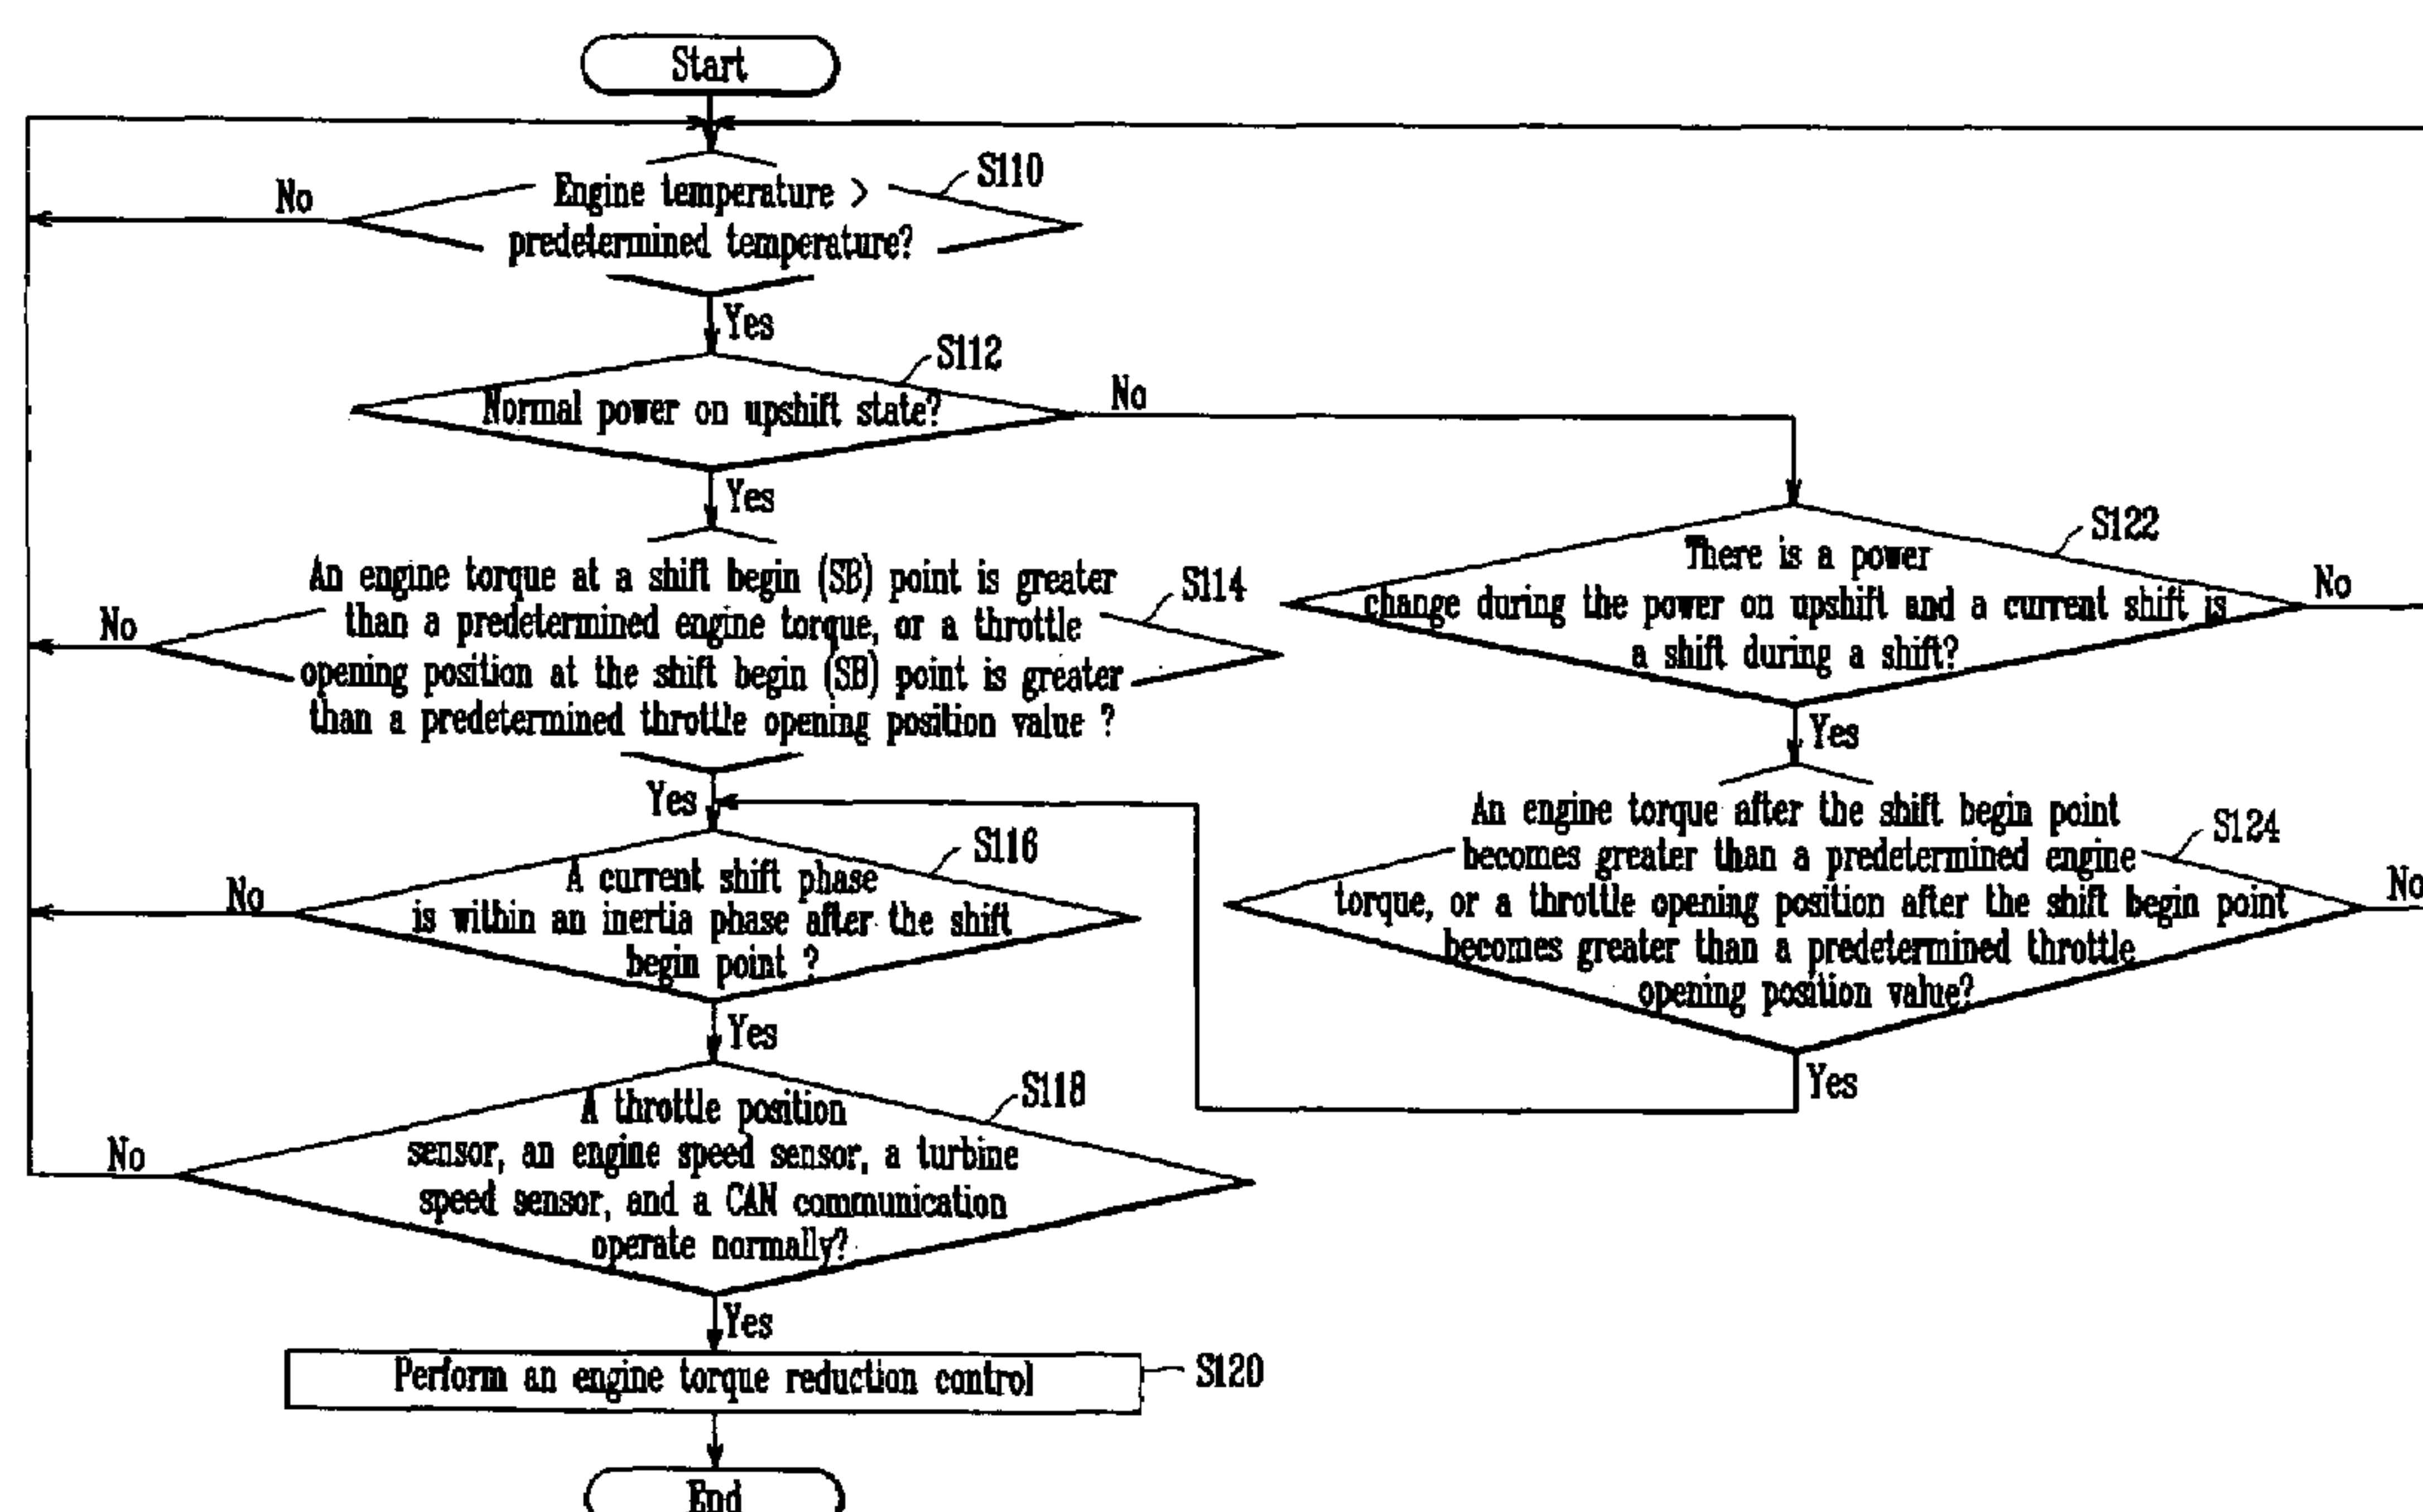 Start
S110
No
Engine temperature >
predetermined temperature?
Yes
S112
Normal power on upshift state?
No
Yes
S114
An engine torque at a shift begin (SB) point is greater
than a predetermined engine torque, or a throttle
opening position at the shift begin (SB) point is greater
than a predetermined throttle opening position value ?
No
Yes
S116
A current shift phase
is within an inertia phase after the shift
begin point ?
No
Yes
S118
A throttle position
sensor, an engine speed sensor, a turbine
speed sensor, and a CAN communication
operate normally?
No
Yes
Perform an engine torque reduction control
S120
End
S122
There is a power
change during the power on upshift and a current shift is
a shift during a shift?
No
Yes
S124
An engine torque after the shift begin point
becomes greater than a predetermined engine
torque, or a throttle opening position after the shift begin point
becomes greater than a predetermined throttle
opening position value?
No
Yes